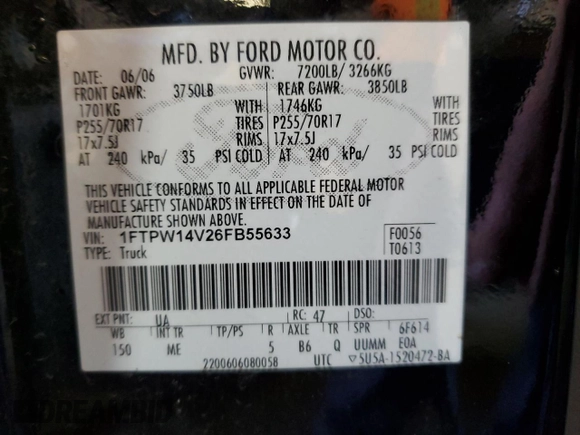 MFD. BY FORD MOTOR CO.
DATE: 06/06 GVWR: 7200LB/ 3266KG
FRONT GAWR: 3750LB REAR GAWR: 3850LB
1701KG WITH 1746KG WITH
P255/70R17 TIRES P255/70R17 TIRES
17x7.5J RIMS 17x7.5J RIMS
AT 240 kPa/ 35 PSI COLD AT 240 kPa/ 35 PSI COLD
THIS VEHICLE CONFORMS TO ALL APPLICABLE FEDERAL MOTOR
VEHICLE SAFETY STANDARDS IN EFFECT ON THE DATE OF
MANUFACTURE SHOWN ABOVE.
VIN: 1FTPW14V26FB55633 F0056
TYPE: Truck T0613
EXT PNT: UA RC: 47 DSO:
WB INT TR TP/PS R AXLE TR SPR 6F614
150 ME 5 B6 Q UUMM E0A
2200606080058 UTC ▽5U5A-1520472-BA